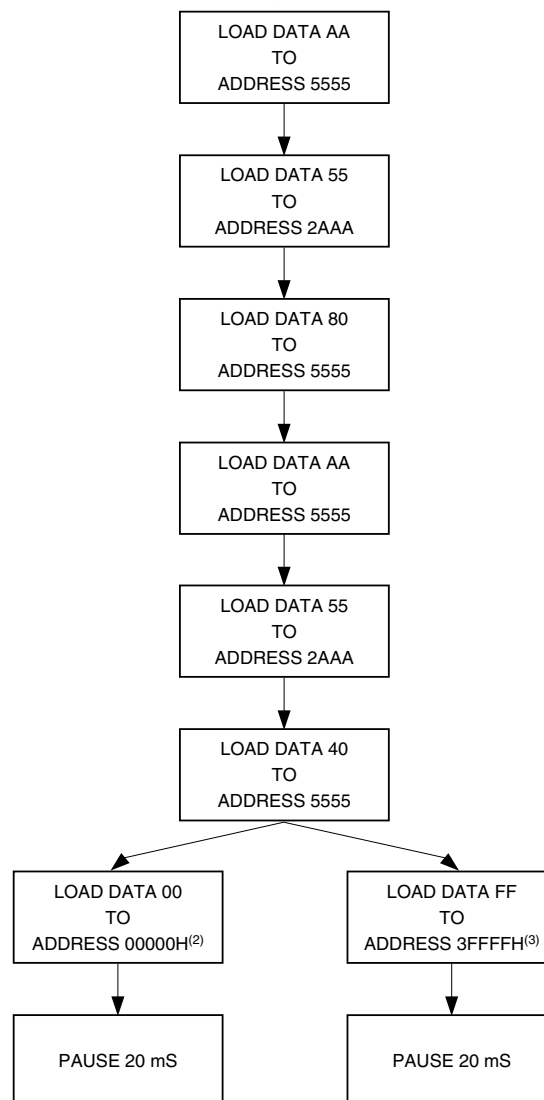 LOAD DATA AA
TO
ADDRESS 5555
LOAD DATA 55
TO
ADDRESS 2AAA
LOAD DATA 80
TO
ADDRESS 5555
LOAD DATA AA
TO
ADDRESS 5555
LOAD DATA 55
TO
ADDRESS 2AAA
LOAD DATA 40
TO
ADDRESS 5555
LOAD DATA 00
TO
ADDRESS 00000H(2)
PAUSE 20 mS
LOAD DATA FF
TO
ADDRESS 3FFFFH(3)
PAUSE 20 mS